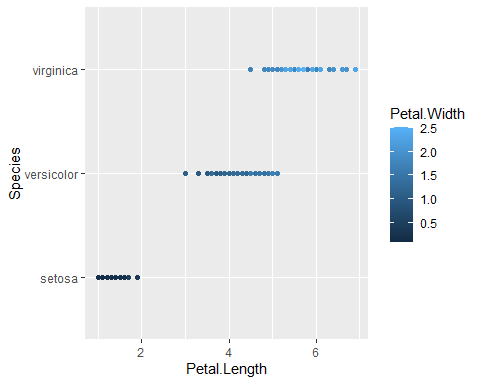 virginica
versicolor
setosa
Species
2 4 6
Petal.Length
Petal.Width
2.5
2.0
1.5
1.0
0.5